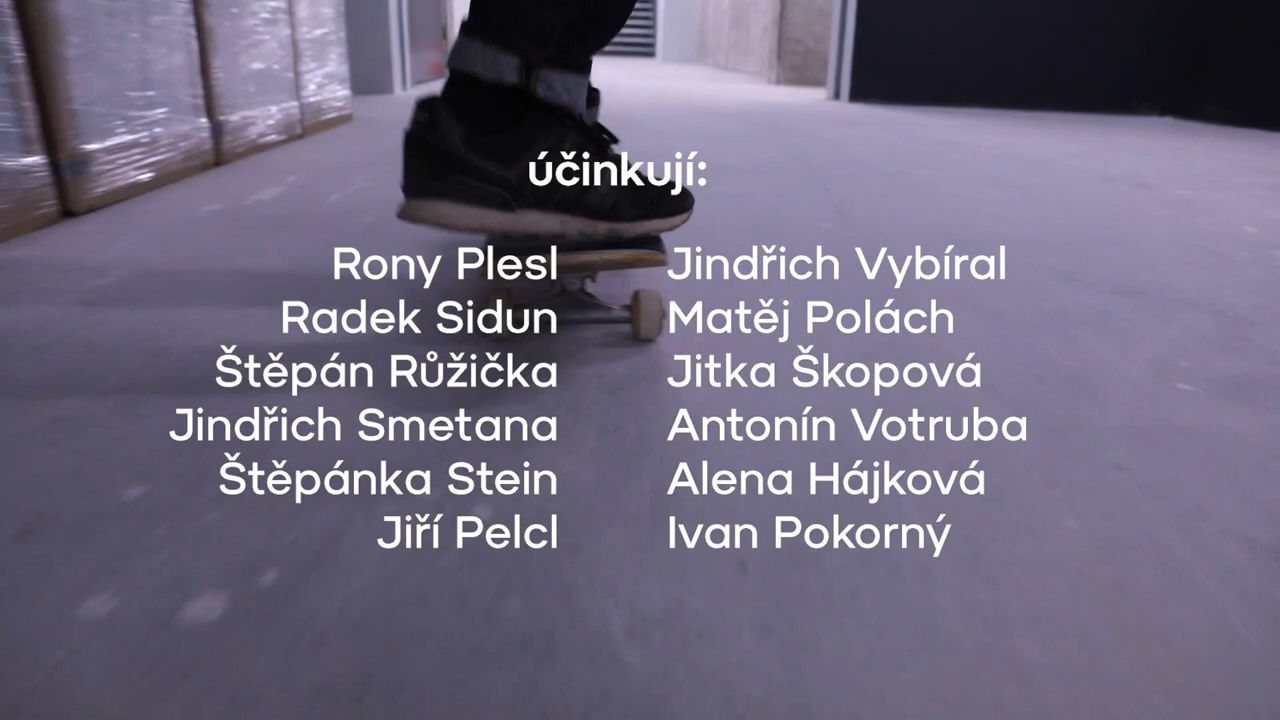 účinkují:
Rony Plesl
Radek Sidun
Štěpán Růžička
Jindřich Smetana
Štěpánka Stein
Jiří Pelcl
Jindřich Vybíral
Matěj Polách
Jitka Škopová
Antonín Votruba
Alena Hájková
Ivan Pokorný